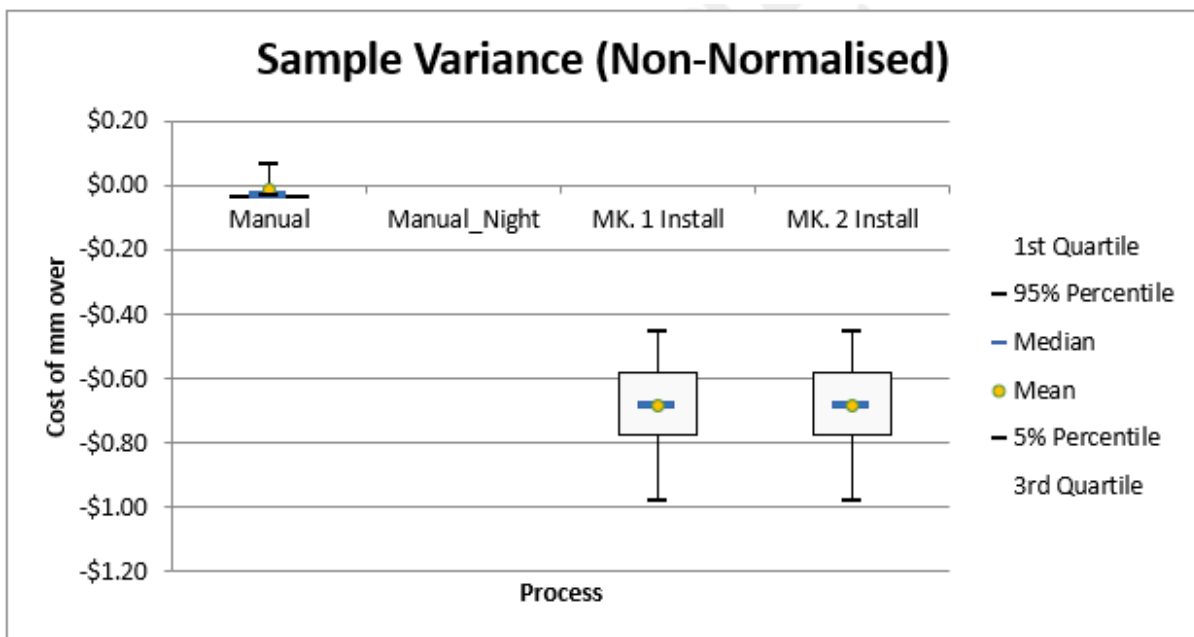 Sample Variance (Non-Normalised)
$0.20
$0.00
-$0.20
-$0.40
-$0.60
-$0.80
-$1.00
-$1.20
Cost of mm over
Manual
Manual_Night
MK. 1 Install
MK. 2 Install
Process
1st Quartile
95% Percentile
Median
Mean
5% Percentile
3rd Quartile